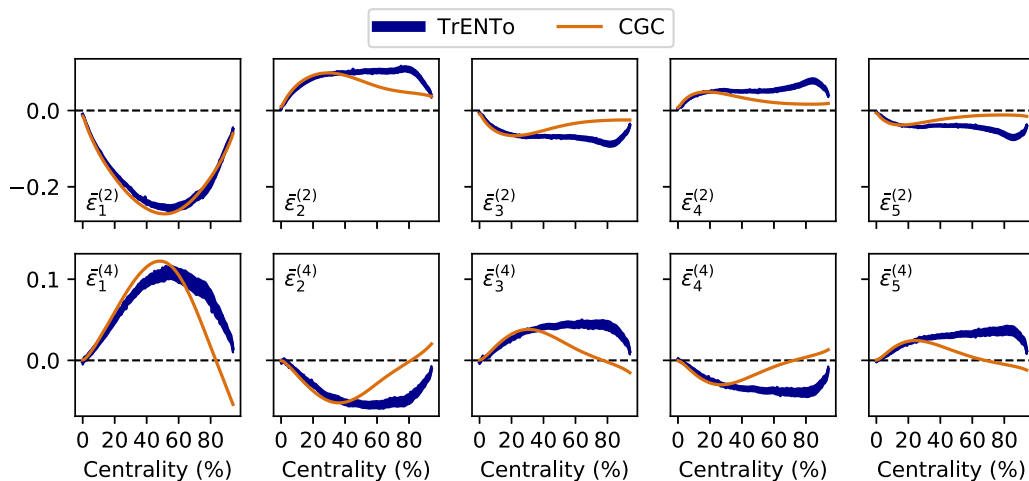 TrENTo CGC
0.0
−0.2
ε̄₁⁽²⁾ ε̄₂⁽²⁾ ε̄₃⁽²⁾ ε̄₄⁽²⁾ ε̄₅⁽²⁾
0.1
0.0
ε̄₁⁽⁴⁾ ε̄₂⁽⁴⁾ ε̄₃⁽⁴⁾ ε̄₄⁽⁴⁾ ε̄₅⁽⁴⁾
0 20 40 60 80 0 20 40 60 80 0 20 40 60 80 0 20 40 60 80 0 20 40 60 80
Centrality (%) Centrality (%) Centrality (%) Centrality (%) Centrality (%)